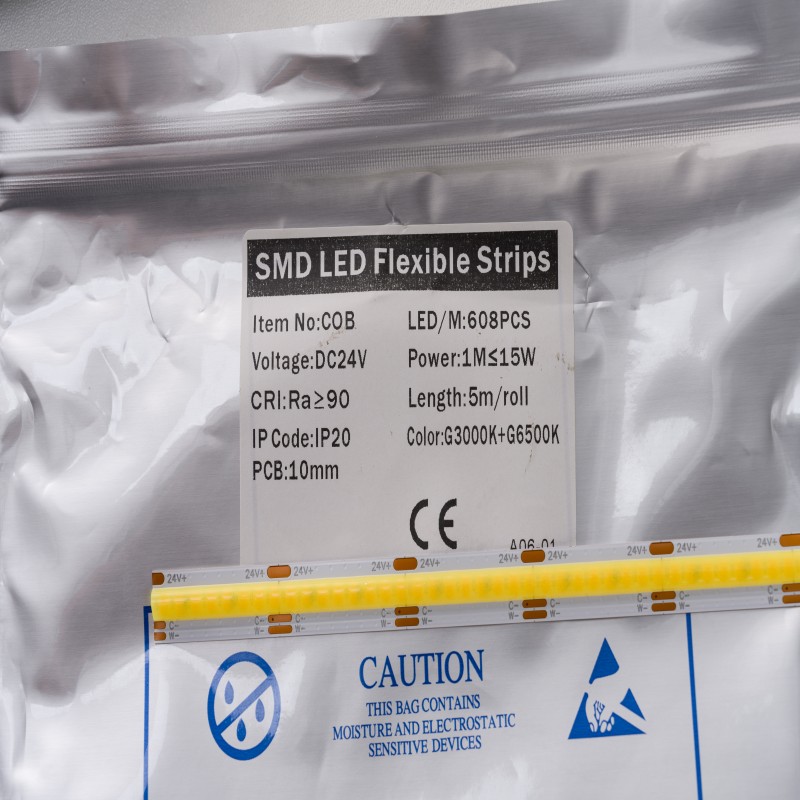 SMD LED Flexible Strips
Item No:COB LED/M:608PCS
Voltage:DC24V Power:1M≤15W
CRI:Ra≥90 Length:5m/roll
IP Code:IP20 Color:G3000K+G6500K
PCB:10mm
CE
A06-01
24V+ 24V+ 24V+ 24V+ 24V+ 24V+ 24V+ 24V+ 24V+ 24V+
C- C- C- C- C- C- C- C- C- C-
W- W- W- W- W- W- W- W- W- W-
CAUTION
THIS BAG CONTAINS
MOISTURE AND ELECTROSTATIC
SENSITIVE DEVICES